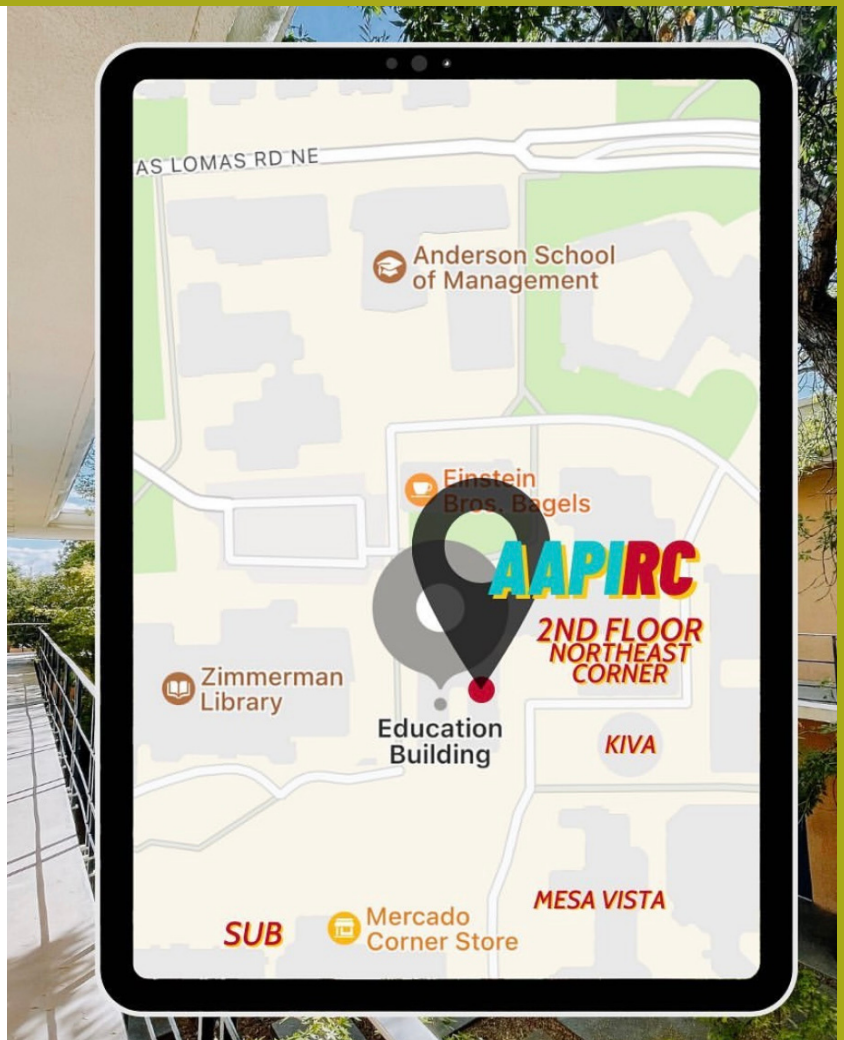 AS LOMAS RD NE
Anderson School
of Management
Einstein
Bros. Bagels
AAPIRC
2ND FLOOR
NORTHEAST
CORNER
Zimmerman
Library
Education
Building
KIVA
MESA VISTA
SUB
Mercado
Corner Store